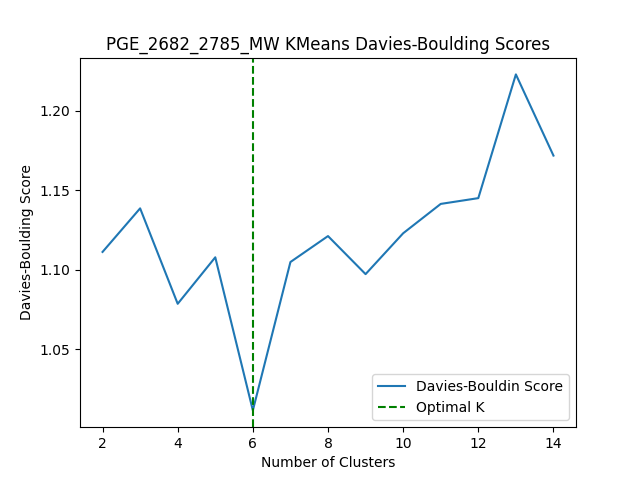 PGE_2682_2785_MW KMeans Davies-Boulding Scores
1.20
1.15
1.10
1.05
Davies-Boulding Score
2 4 6 8 10 12 14
Number of Clusters
Davies-Bouldin Score
Optimal K